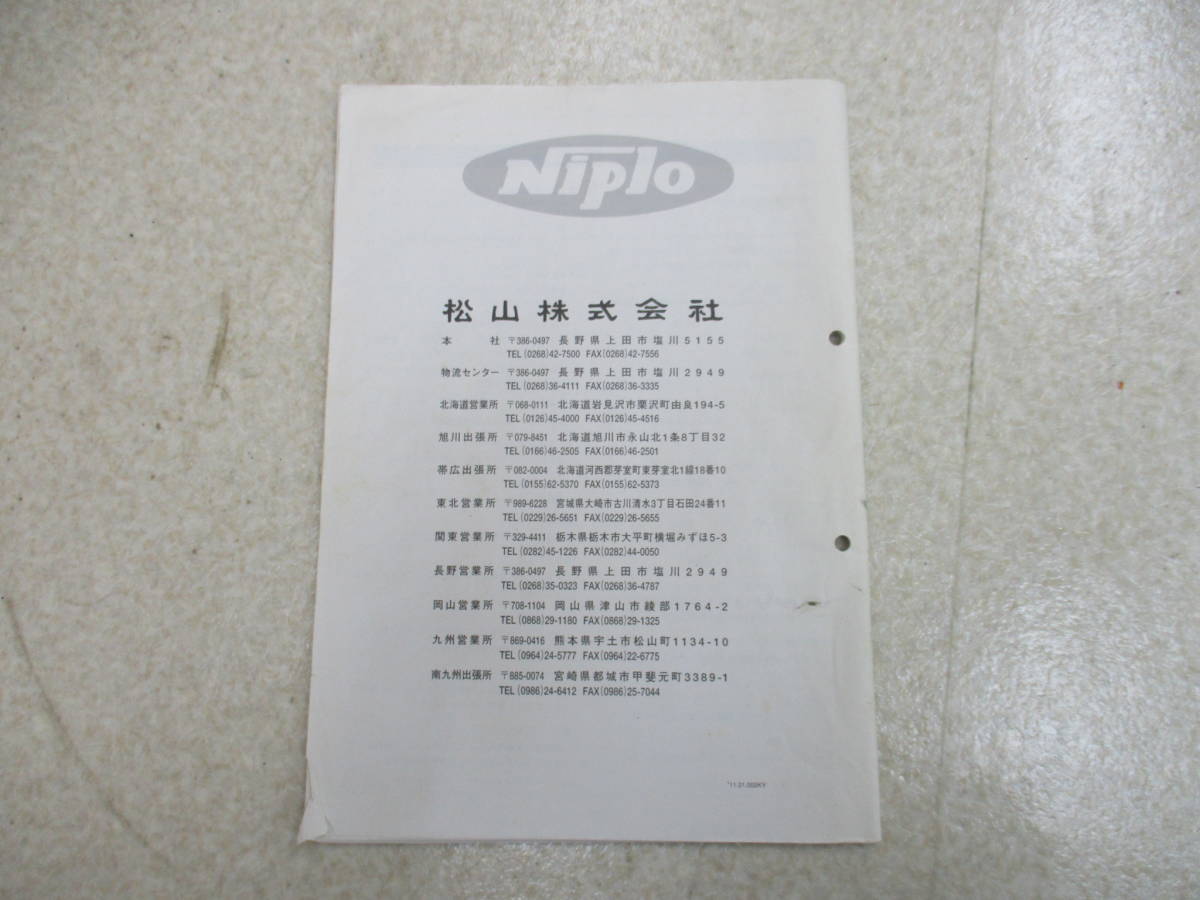 Niplo
松山株式会社
本社 〒386-0497 長野県上田市塩川5155
TEL(0268)42-7500 FAX(0268)42-7556
物流センター 〒386-0497 長野県上田市塩川2949
TEL(0268)36-4111 FAX(0268)36-3335
北海道営業所 〒068-0111 北海道岩見沢市栗沢町由良194-5
TEL(0126)45-4000 FAX(0126)45-4516
旭川出張所 〒079-8451 北海道旭川市永山北1条8丁目32
TEL(0166)46-2505 FAX(0166)46-2501
帯広出張所 〒082-0004 北海道河西郡芽室町東芽室北1線18番10
TEL(0155)62-5370 FAX(0155)62-5373
東北営業所 〒989-6228 宮城県大崎市古川清水3丁目石田24番11
TEL(0229)26-5651 FAX(0229)26-5655
関東営業所 〒329-4411 栃木県栃木市大平町横堀みずほ5-3
TEL(0282)45-1226 FAX(0282)44-0050
長野営業所 〒386-0497 長野県上田市塩川2949
TEL(0268)35-0323 FAX(0268)36-4787
岡山営業所 〒708-1104 岡山県津山市綾部1764-2
TEL(0868)29-1180 FAX(0868)29-1325
九州営業所 〒869-0416 熊本県宇土市松山町1134-10
TEL(0964)24-5777 FAX(0964)22-6775
南九州出張所 〒885-0074 宮崎県都城市甲斐元町3389-1
TEL(0986)24-6412 FAX(0986)25-7044